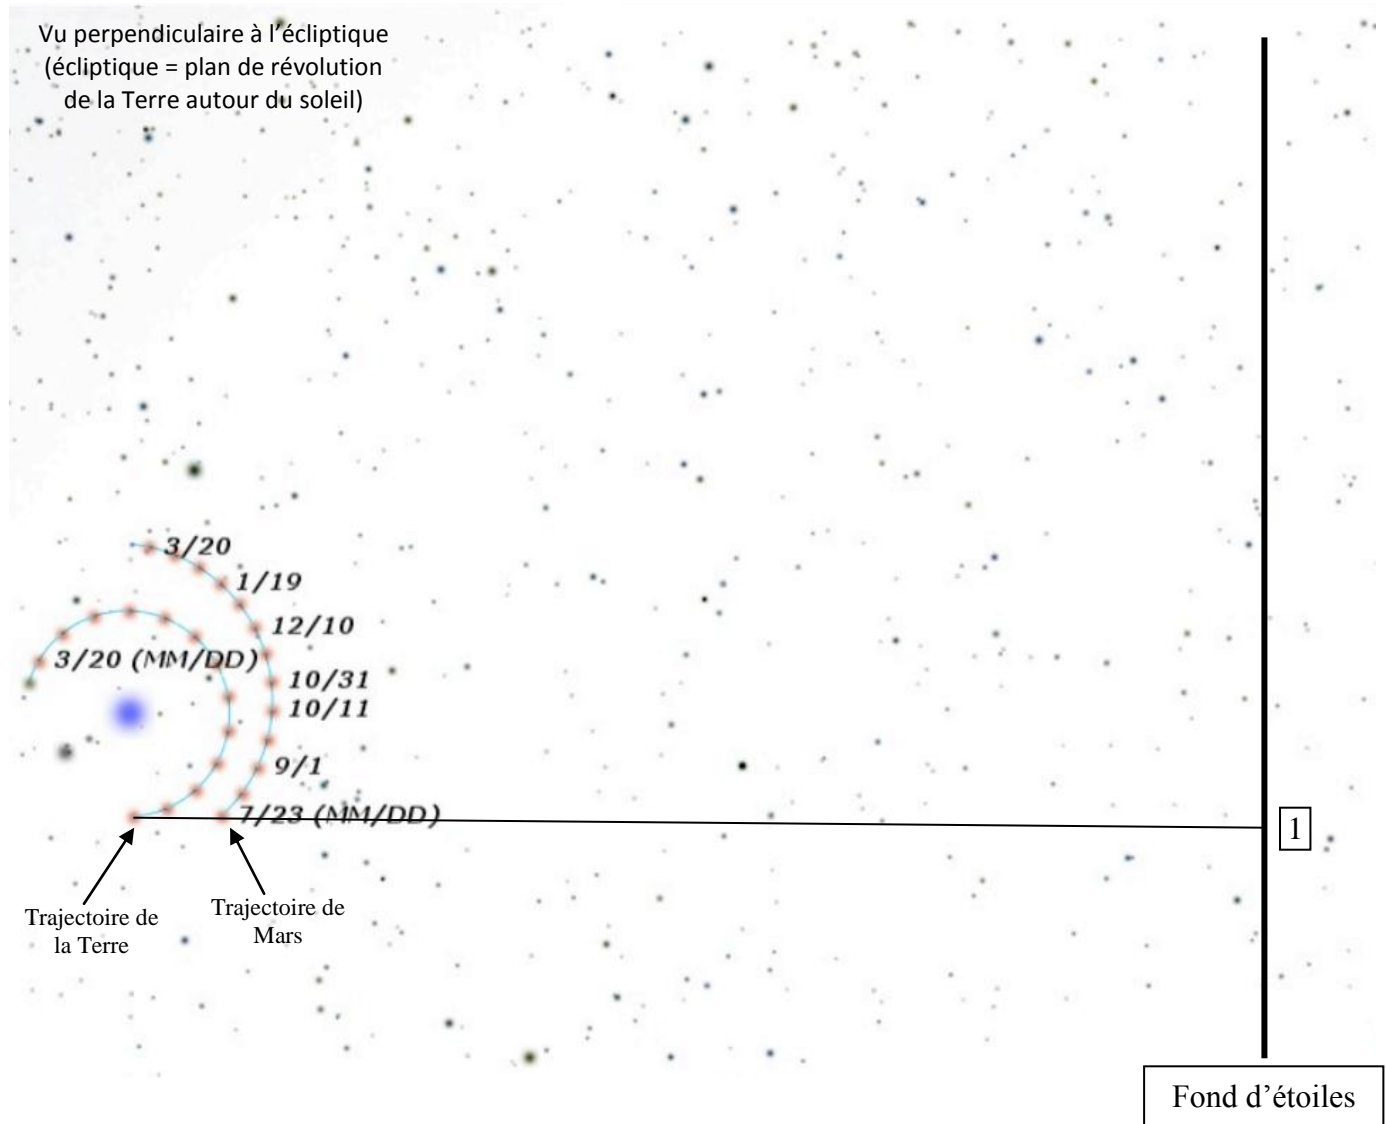 Vu perpendiculaire à l'écliptique
(écliptique = plan de révolution
de la Terre autour du soleil)
3/20
1/19
12/10
3/20 (MM/DD)
10/31
10/11
9/1
7/23 (MM/DD)
1
Trajectoire de
la Terre
Trajectoire de
Mars
Fond d'étoiles